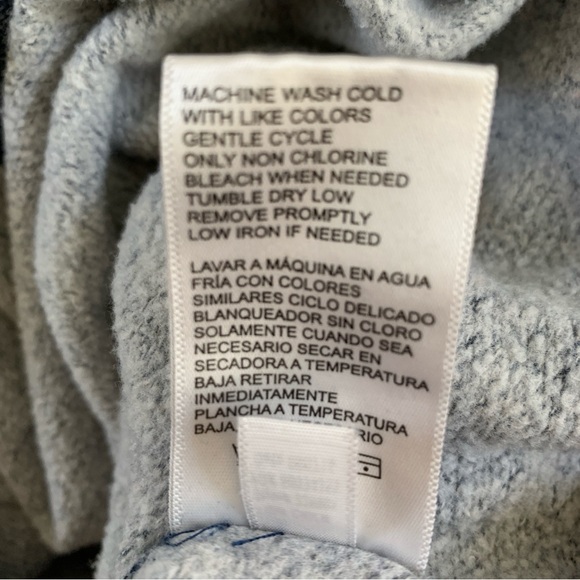 MACHINE WASH COLD
WITH LIKE COLORS
GENTLE CYCLE
ONLY NON CHLORINE
BLEACH WHEN NEEDED
TUMBLE DRY LOW
REMOVE PROMPTLY
LOW IRON IF NEEDED
LAVAR A MÁQUINA EN AGUA
FRÍA CON COLORES
SIMILARES CICLO DELICADO
BLANQUEADOR SIN CLORO
SOLAMENTE CUANDO SEA
NECESARIO SECAR EN
SECADORA A TEMPERATURA
BAJA RETIRAR
INMEDIATAMENTE
PLANCHA A TEMPERATURA
BAJA